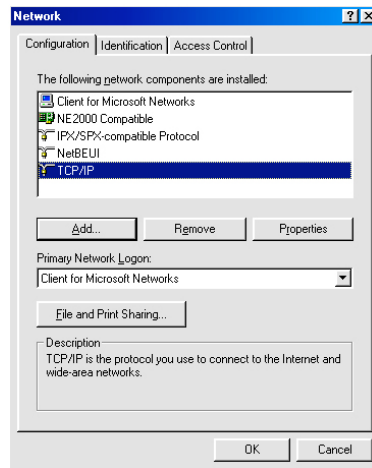 Network
Configuration Identification Access Control
The following network components are installed:
Client for Microsoft Networks
NE2000 Compatible
IPX/SPX-compatible Protocol
NetBEUI
TCP/IP
Add... Remove Properties
Primary Network Logon:
Client for Microsoft Networks
File and Print Sharing...
Description
TCP/IP is the protocol you use to connect to the Internet and
wide-area networks.
OK Cancel